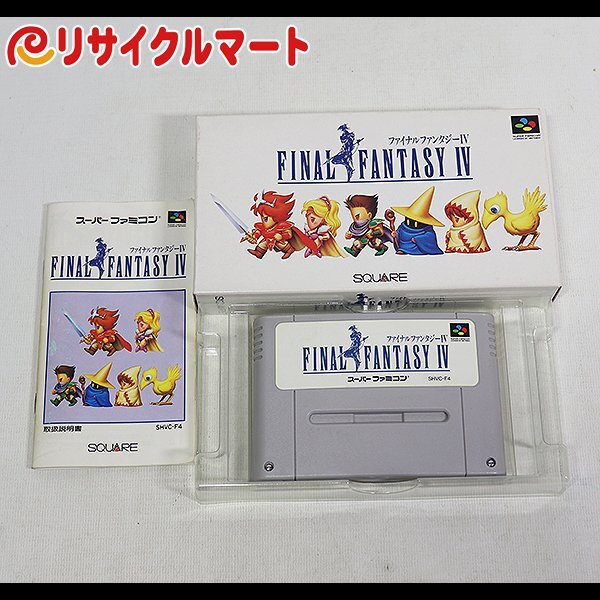 リサイクルマート
ファイナルファンタジーIV
FINAL FANTASY IV
SQUARE
スーパーファミコン
ファイナルファンタジーIV
FINAL FANTASY IV
取扱説明書
SHVC-F4
SQUARE
ファイナルファンタジーIV
FINAL FANTASY IV
スーパーファミコン
SHVC-F4